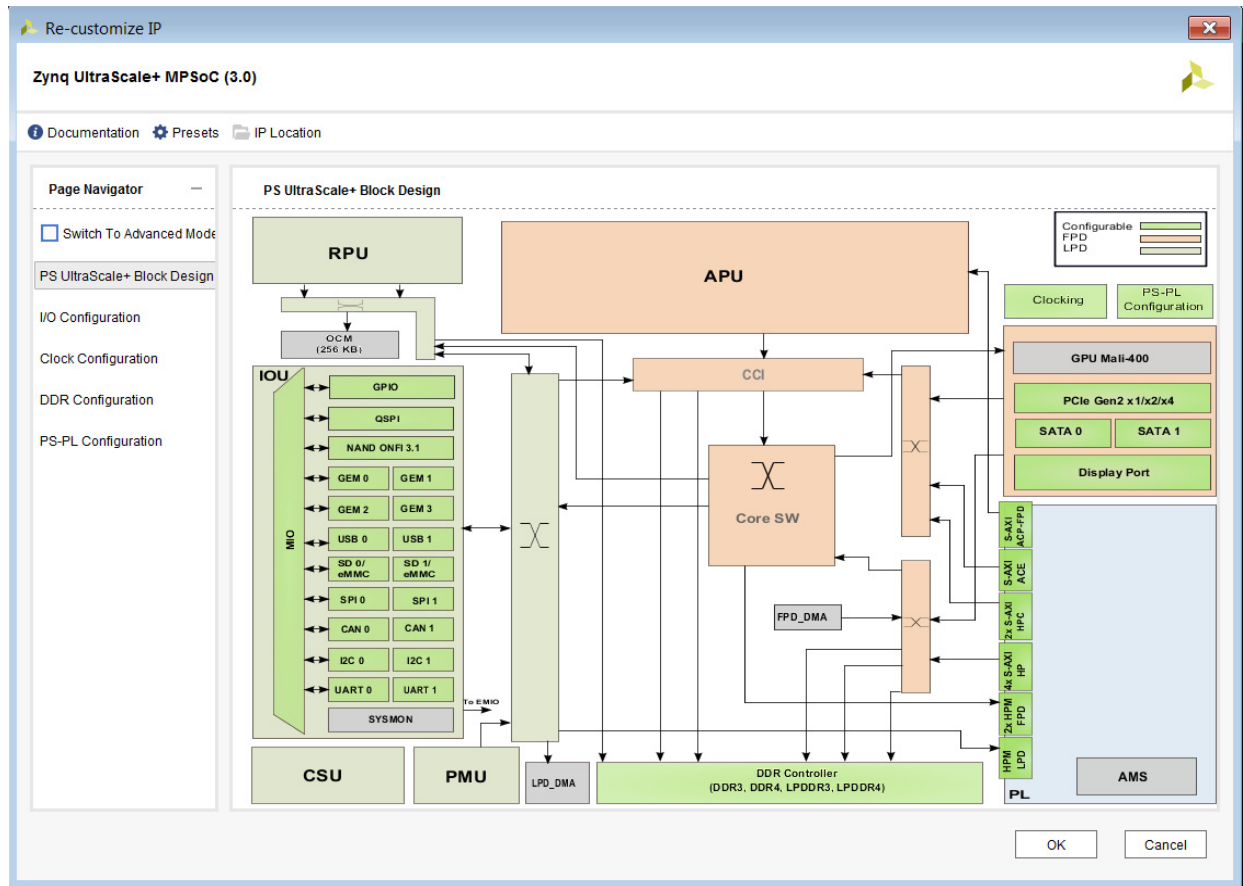 Re-customize IP
Zynq UltraScale+ MPSoC (3.0)
Documentation
Presets
IP Location
Page Navigator
Switch To Advanced Mode
PS UltraScale+ Block Design
I/O Configuration
Clock Configuration
DDR Configuration
PS-PL Configuration
PS UltraScale+ Block Design
Configurable
FPD
LPD
RPU
APU
Clocking
PS-PL
Configuration
OCM
(256 KB)
CCI
GPU Mali-400
PCIe Gen2 x1/x2/x4
SATA 0
SATA 1
Display Port
IOU
MIO
GPIO
QSPI
NAND ONFI 3.1
GEM 0
GEM 1
GEM 2
GEM 3
USB 0
USB 1
SD 0/
eMMC
SD 1/
eMMC
SPI 0
SPI 1
CAN 0
CAN 1
I2C 0
I2C 1
UART 0
UART 1
SYSMON
To EMIO
Core SW
FPD_DMA
S-AXI
ACP-FPD
S-AXI
ACE
2x S-AXI
HPC
4x S-AXI
HP
2x HPM
FPD
HPM
LPD
CSU
PMU
LPD_DMA
DDR Controller
(DDR3, DDR4, LPDDR3, LPDDR4)
AMS
PL
OK
Cancel